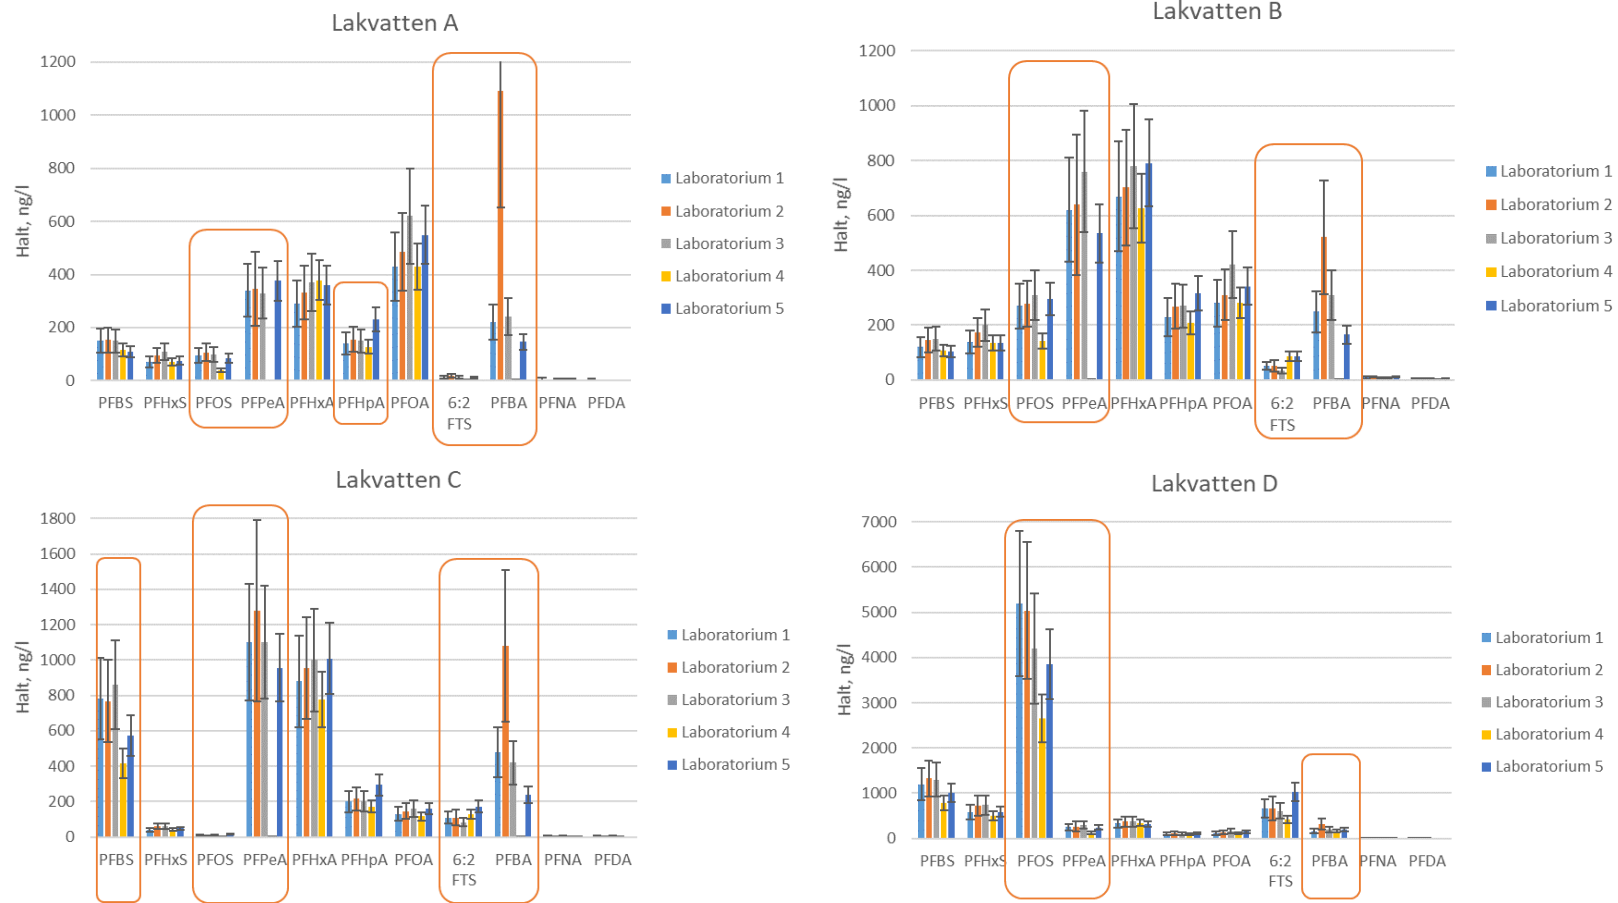 Lakvatten A
Halt, ng/l
1200
1000
800
600
400
200
0
PFBS PFHxS PFOS PFPeA PFHxA PFHpA PFOA 6:2 FTS PFBA PFNA PFDA
Laboratorium 1
Laboratorium 2
Laboratorium 3
Laboratorium 4
Laboratorium 5
Lakvatten B
Halt, ng/l
1200
1000
800
600
400
200
0
PFBS PFHxS PFOS PFPeA PFHxA PFHpA PFOA 6:2 FTS PFBA PFNA PFDA
Laboratorium 1
Laboratorium 2
Laboratorium 3
Laboratorium 4
Laboratorium 5
Lakvatten C
Halt, ng/l
1800
1600
1400
1200
1000
800
600
400
200
0
PFBS PFHxS PFOS PFPeA PFHxA PFHpA PFOA 6:2 FTS PFBA PFNA PFDA
Laboratorium 1
Laboratorium 2
Laboratorium 3
Laboratorium 4
Laboratorium 5
Lakvatten D
Halt, ng/l
7000
6000
5000
4000
3000
2000
1000
0
PFBS PFHxS PFOS PFPeA PFHxA PFHpA PFOA 6:2 FTS PFBA PFNA PFDA
Laboratorium 1
Laboratorium 2
Laboratorium 3
Laboratorium 4
Laboratorium 5